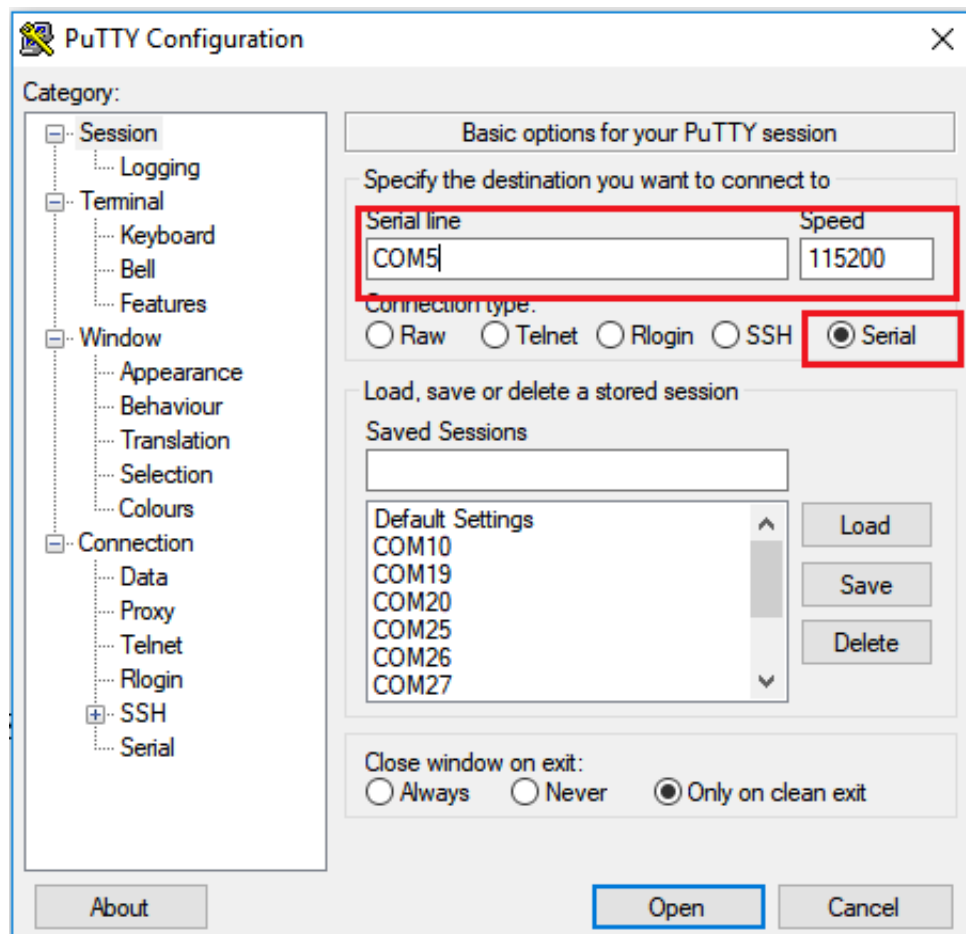 PuTTY Configuration
Category:
Session
Logging
Terminal
Keyboard
Bell
Features
Window
Appearance
Behaviour
Translation
Selection
Colours
Connection
Data
Proxy
Telnet
Rlogin
SSH
Serial
Basic options for your PuTTY session
Specify the destination you want to connect to
Serial line Speed
COM5 115200
Connection type:
Raw Telnet Rlogin SSH Serial
Load, save or delete a stored session
Saved Sessions
Default Settings
COM10
COM19
COM20
COM25
COM26
COM27
Load
Save
Delete
Close window on exit:
Always Never Only on clean exit
About Open Cancel